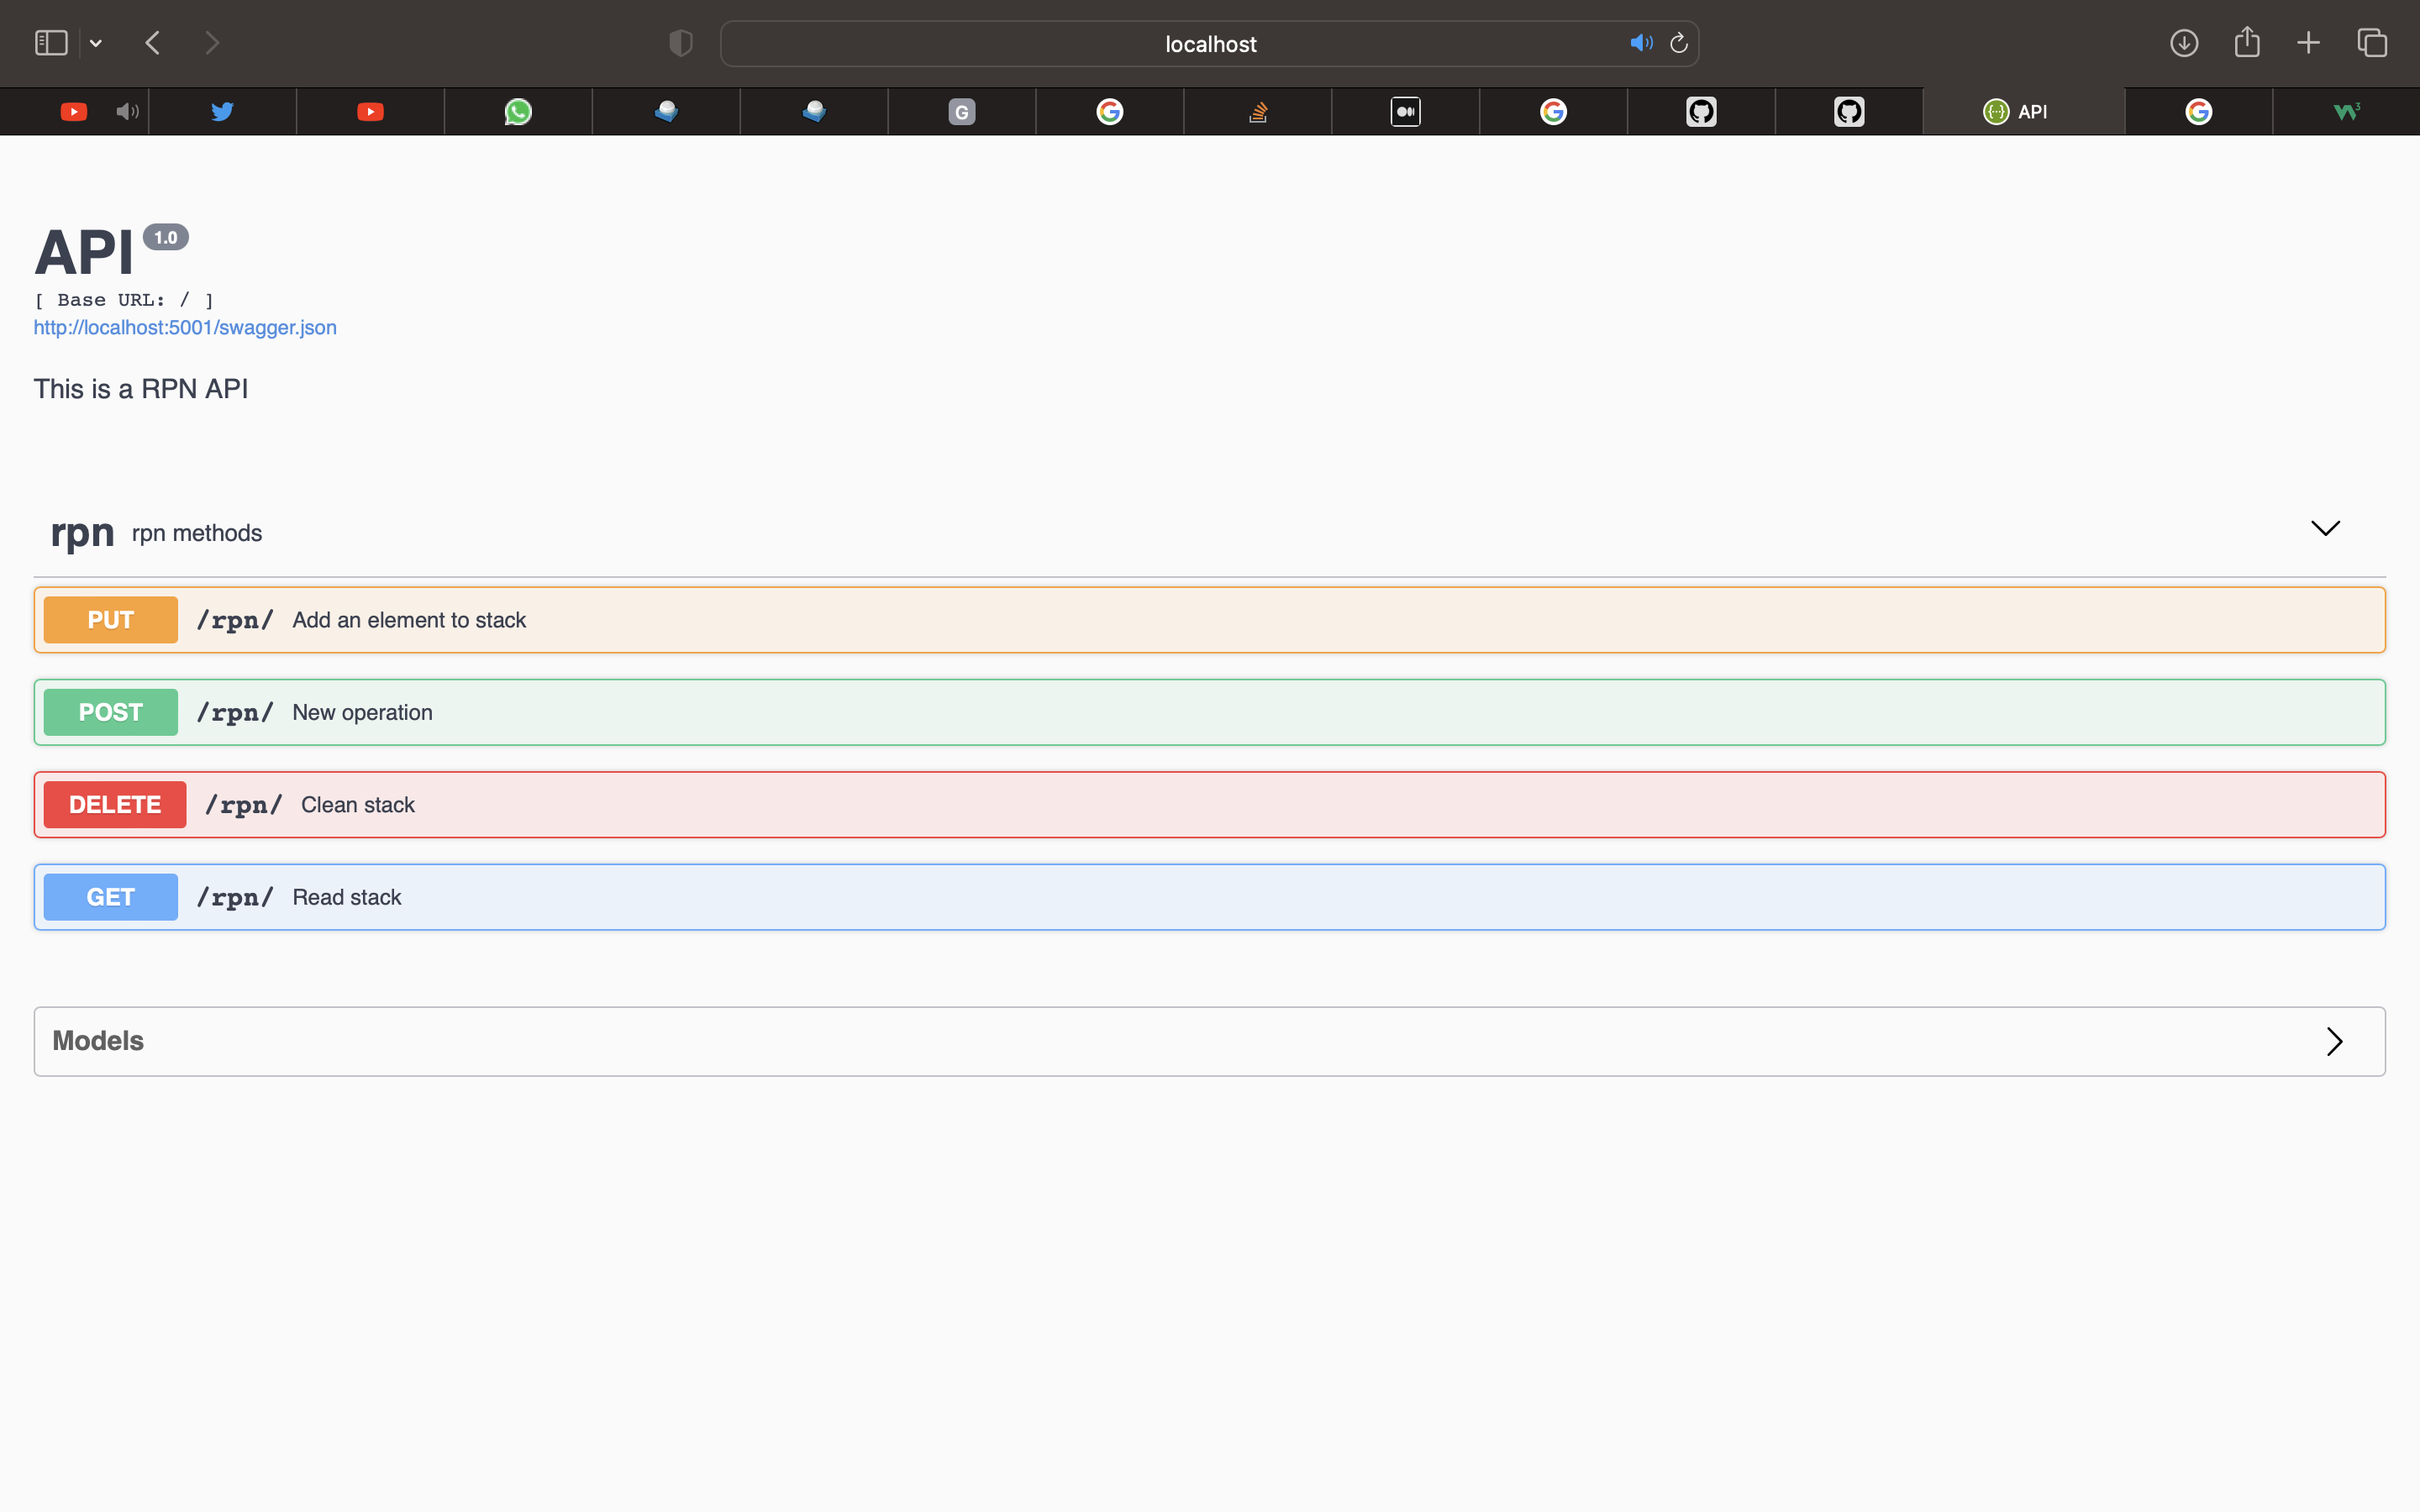 localhost
G
API
API 1.0
[ Base URL: / ]
http://localhost:5001/swagger.json
This is a RPN API
rpn rpn methods
PUT /rpn/ Add an element to stack
POST /rpn/ New operation
DELETE /rpn/ Clean stack
GET /rpn/ Read stack
Models